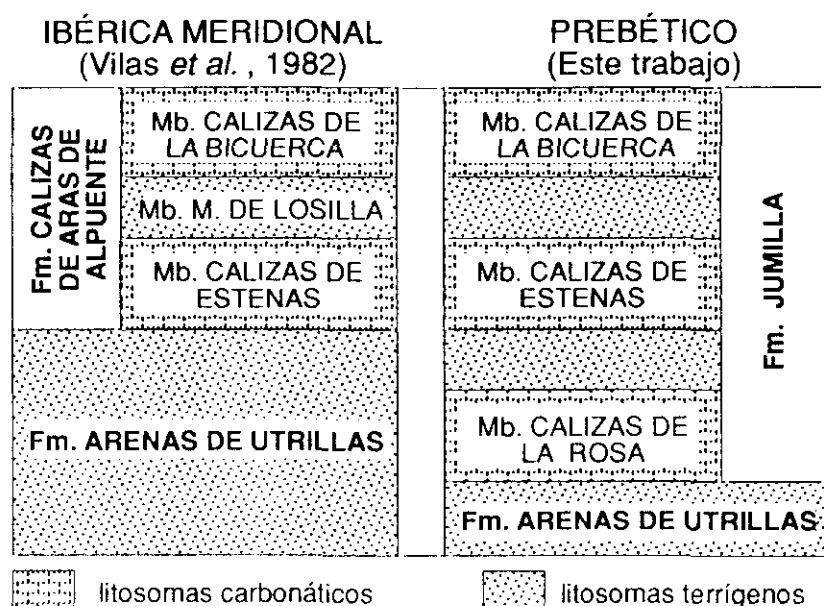 IBÉRICA MERIDIONAL
(Vilas et al. , 1982)
Fm. CALIZAS
DE ARAS DE
ALPUENTE
Mb. CALIZAS DE
LA BICUERCA
Mb. M. DE LOSILLA
Mb. CALIZAS DE
ESTENAS
Fm. ARENAS DE UTRILLAS
PREBÉTICO
(Este trabajo)
Mb. CALIZAS DE
LA BICUERCA
Mb. CALIZAS DE
ESTENAS
Mb. CALIZAS DE
LA ROSA
Fm. JUMILLA
Fm. ARENAS DE UTRILLAS
litosomas carbonáticos
litosomas terrígenos